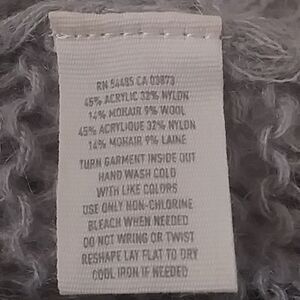 RN 54485 CA 03873
45% ACRYLIC 32% NYLON
14% MOHAIR 9% WOOL
45% ACRYLIQUE 32% NYLON
14% MOHAIR 9% LAINE
TURN GARMENT INSIDE OUT
HAND WASH COLD
WITH LIKE COLORS
USE ONLY NON-CHLORINE
BLEACH WHEN NEEDED
DO NOT WRING OR TWIST
RESHAPE LAY FLAT TO DRY
COOL IRON IF NEEDED